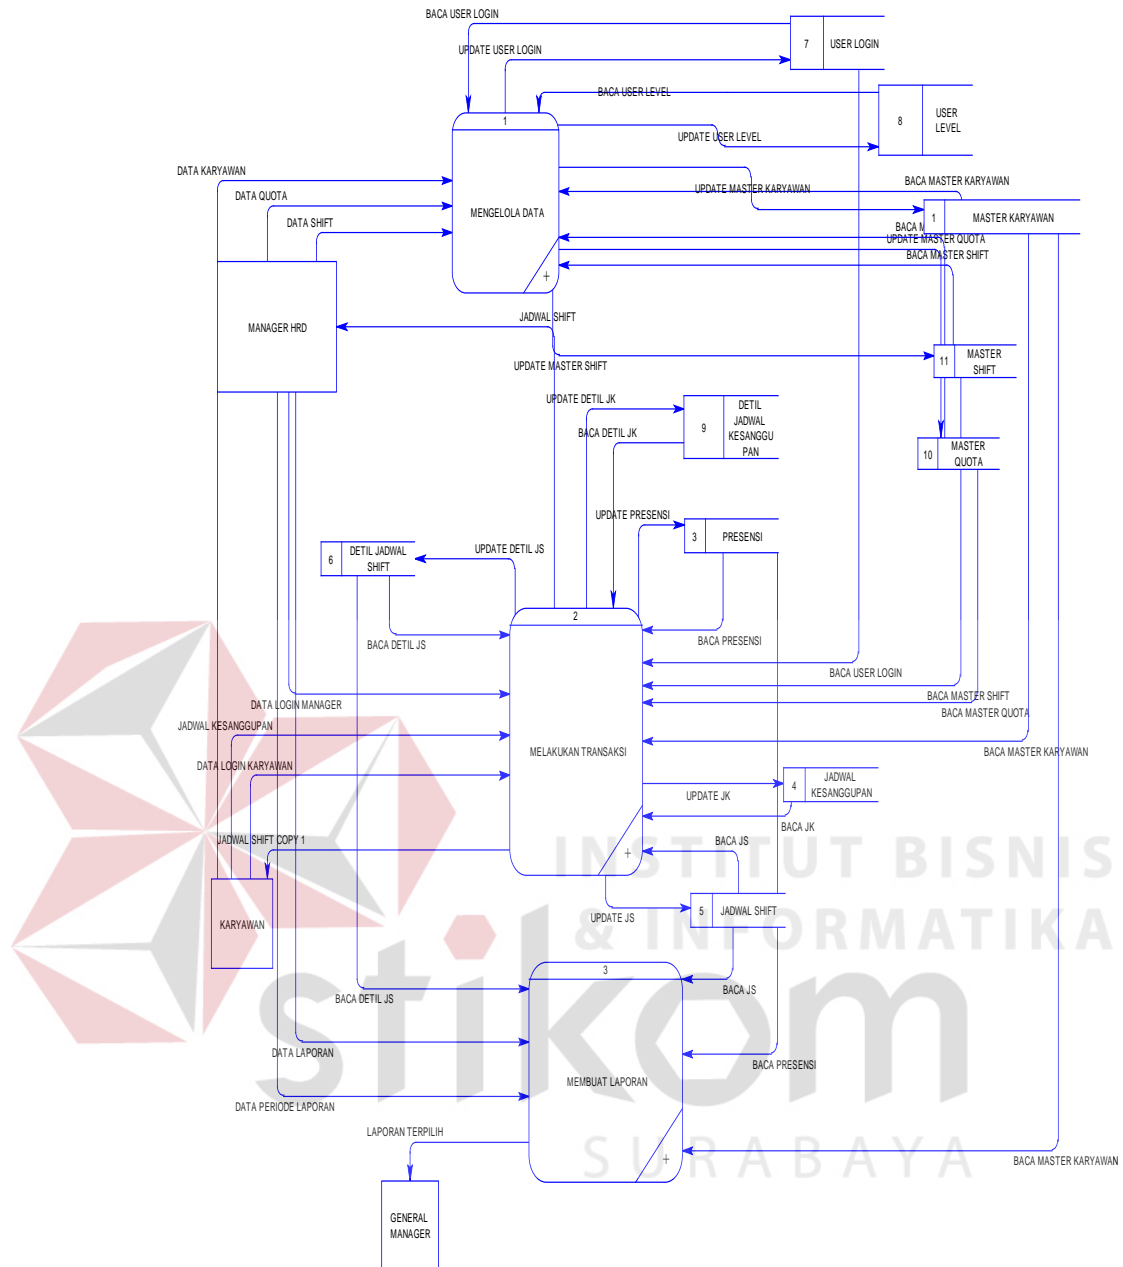 BACA USER LOGIN
7
USER LOGIN
UPDATE USER LOGIN
BACA USER LEVEL
8
USER
LEVEL
1
UPDATE USER LEVEL
DATA KARYAWAN
DATA QUOTA
DATA SHIFT
MENGELOLA DATA
+
BACA MASTER KARYAWAN
UPDATE MASTER KARYAWAN
1
MASTER KARYAWAN
BACA M
UPDATE MASTER QUOTA
BACA MASTER SHIFT
MANAGER HRD
JADWAL SHIFT
UPDATE MASTER SHIFT
11
MASTER
SHIFT
UPDATE DETIL JK
BACA DETIL JK
9
DETIL
JADWAL
KESANGGU
PAN
10
MASTER
QUOTA
UPDATE PRESENSI
3
PRESENSI
6
DETIL JADWAL
SHIFT
UPDATE DETIL JS
2
BACA DETIL JS
BACA PRESENSI
BACA USER LOGIN
BACA MASTER SHIFT
BACA MASTER QUOTA
DATA LOGIN MANAGER
JADWAL KESANGGUPAN
DATA LOGIN KARYAWAN
MELAKUKAN TRANSAKSI
+
BACA MASTER KARYAWAN
4
JADWAL
KESANGGUPAN
UPDATE JK
BACA JK
JADWAL SHIFT COPY 1
BACA JS
KARYAWAN
UPDATE JS
5
JADWAL SHIFT
INSTITUT BISNIS
& INFORMATIKA
stikom
SURABAYA
3
BACA DETIL JS
BACA JS
DATA LAPORAN
BACA PRESENSI
MEMBUAT LAPORAN
+
DATA PERIODE LAPORAN
LAPORAN TERPILIH
BACA MASTER KARYAWAN
GENERAL
MANAGER